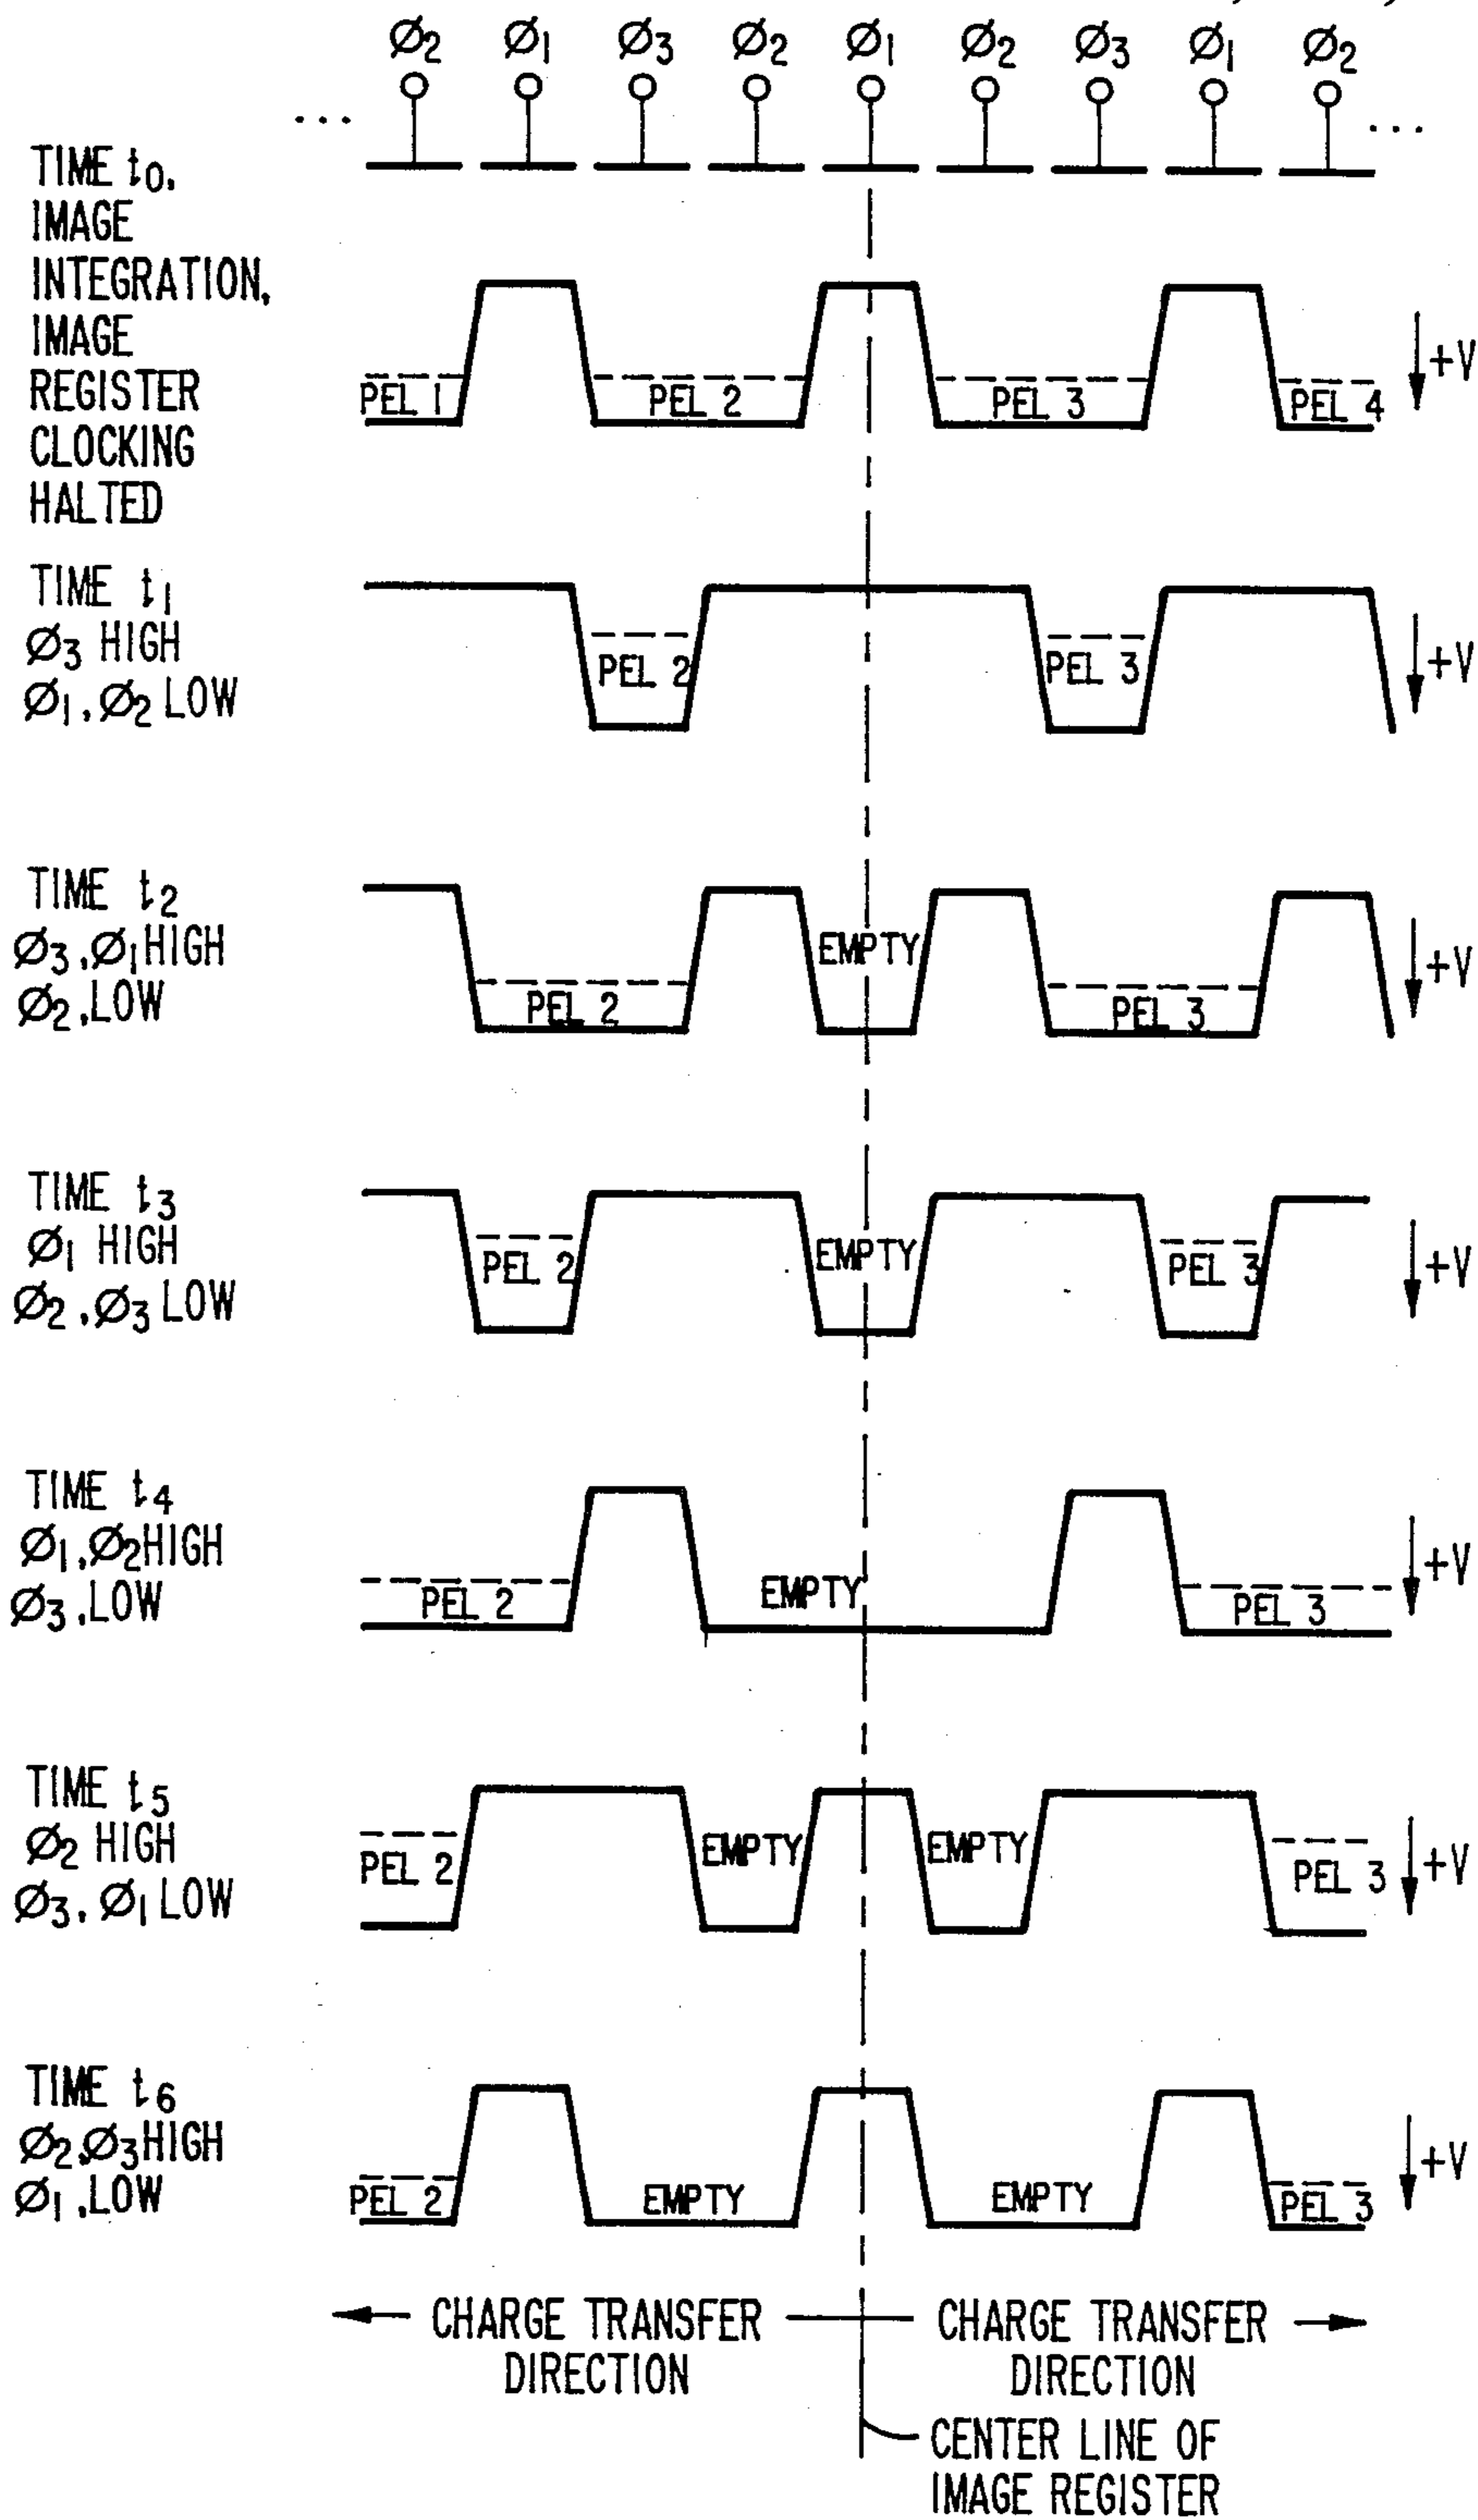 Ø2 Ø1 Ø3 Ø2 Ø1 Ø2 Ø3 Ø1 Ø2
... ...
TIME t0,
IMAGE
INTEGRATION,
IMAGE
REGISTER
CLOCKING
HALTED
PEL 1 PEL 2 PEL 3 PEL 4 +V
TIME t1
Ø3 HIGH
Ø1, Ø2 LOW
PEL 2 PEL 3 +V
TIME t2
Ø3, Ø1 HIGH
Ø2, LOW
PEL 2 EMPTY PEL 3 +V
TIME t3
Ø1 HIGH
Ø2, Ø3 LOW
PEL 2 EMPTY PEL 3 +V
TIME t4
Ø1, Ø2 HIGH
Ø3, LOW
PEL 2 EMPTY PEL 3 +V
TIME t5
Ø2 HIGH
Ø3, Ø1 LOW
PEL 2 EMPTY EMPTY PEL 3 +V
TIME t6
Ø2, Ø3 HIGH
Ø1, LOW
PEL 2 EMPTY EMPTY PEL 3 +V
CHARGE TRANSFER
DIRECTION
CHARGE TRANSFER
DIRECTION
CENTER LINE OF
IMAGE REGISTER